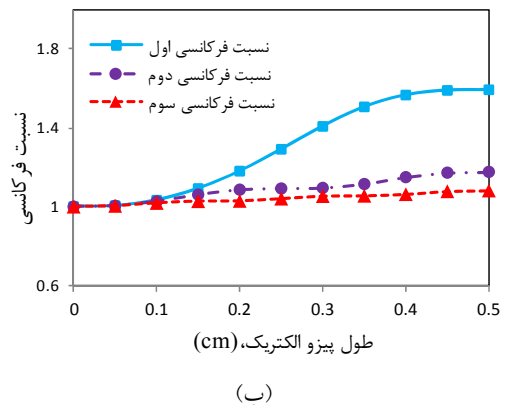 1.8
1.4
1
0.6
نسبت فرکانسی
نسبت فرکانسی اول
نسبت فرکانسی دوم
نسبت فرکانسی سوم
0 0.1 0.2 0.3 0.4 0.5
طول پیزو الکتریک، (cm)
(ب)